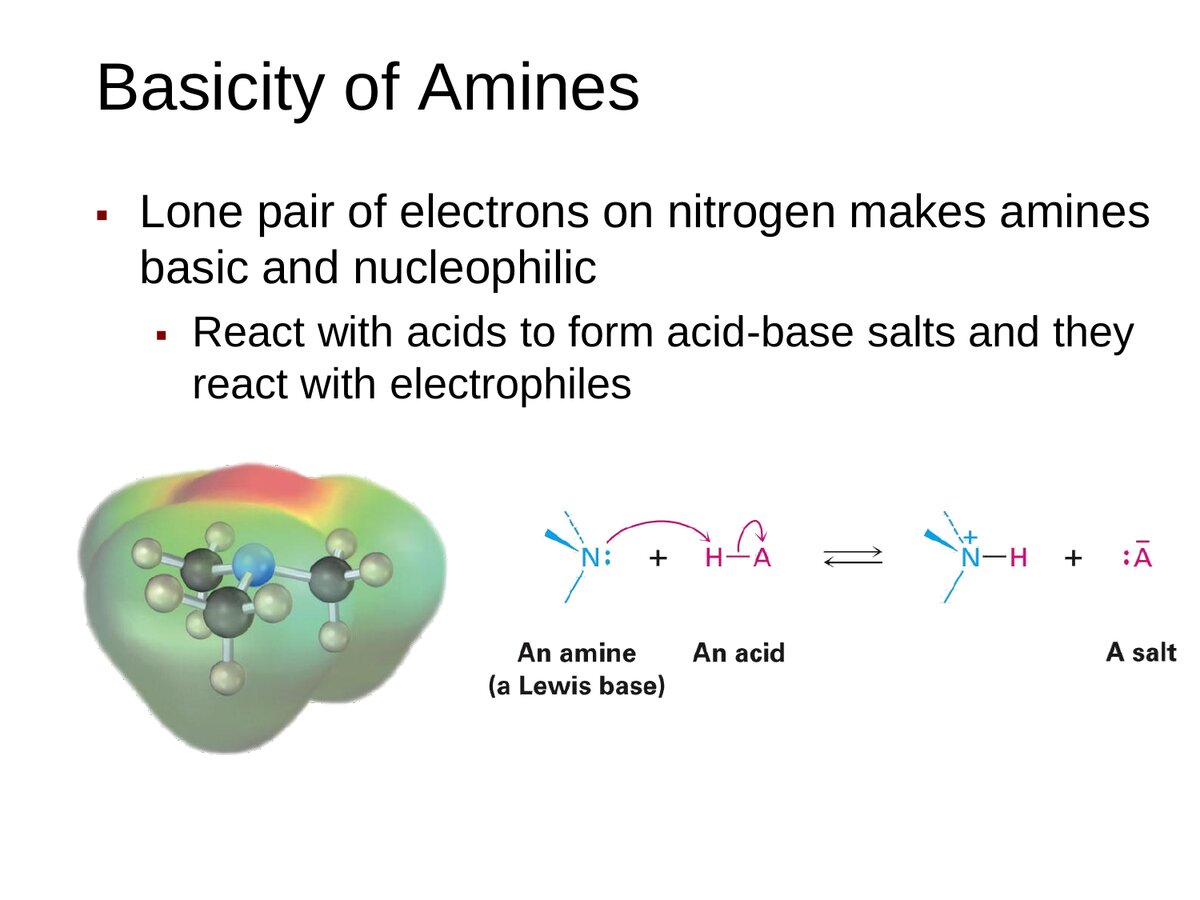 Basicity of Amines
▪ Lone pair of electrons on nitrogen makes amines
basic and nucleophilic
▪ React with acids to form acid-base salts and they
react with electrophiles
N: + H—A ⇌ N⁺—H + :A⁻
An amine An acid A salt
(a Lewis base)